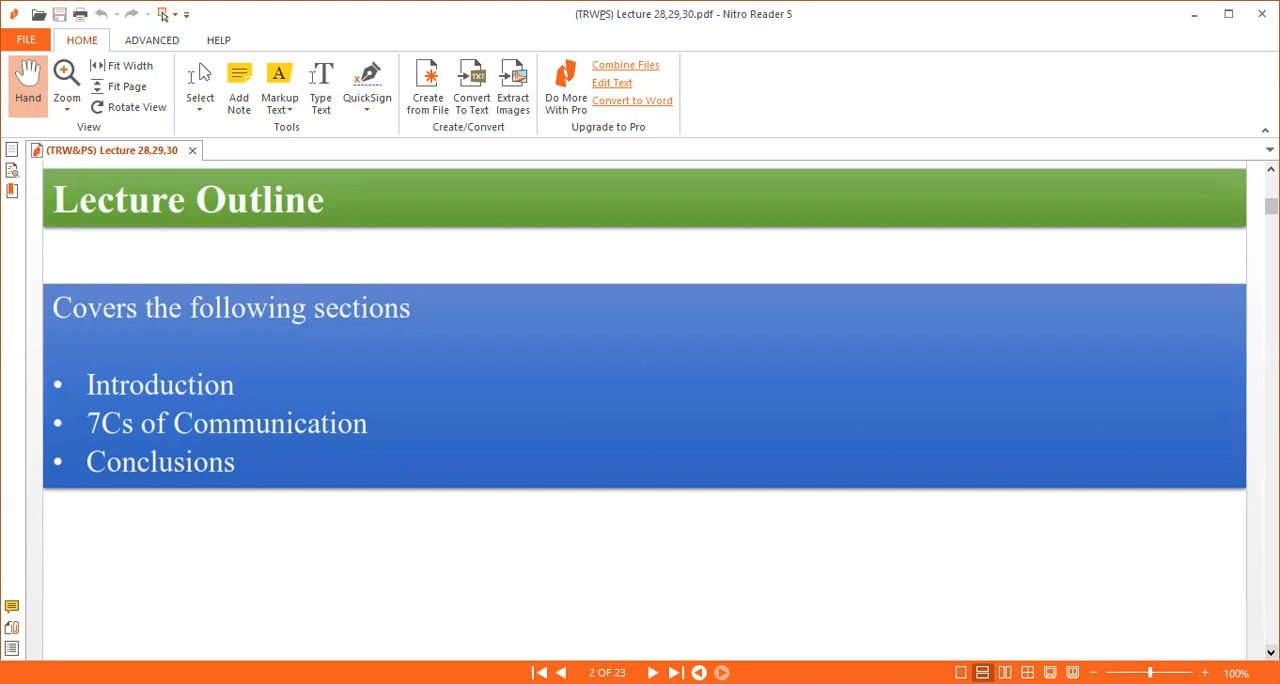 (TRWPS) Lecture 28,29,30.pdf - Nitro Reader 5
FILE HOME ADVANCED HELP
Hand
Zoom
Fit Width
Fit Page
Rotate View
View
Select
Add Note
Markup Text
Type Text
QuickSign
Tools
Create from File
Convert To Text
Extract Images
Create/Convert
Do More With Pro
Combine Files
Edit Text
Convert to Word
Upgrade to Pro
(TRW&PS) Lecture 28,29,30
Lecture Outline
Covers the following sections
• Introduction
• 7Cs of Communication
• Conclusions
2 OF 23
100%